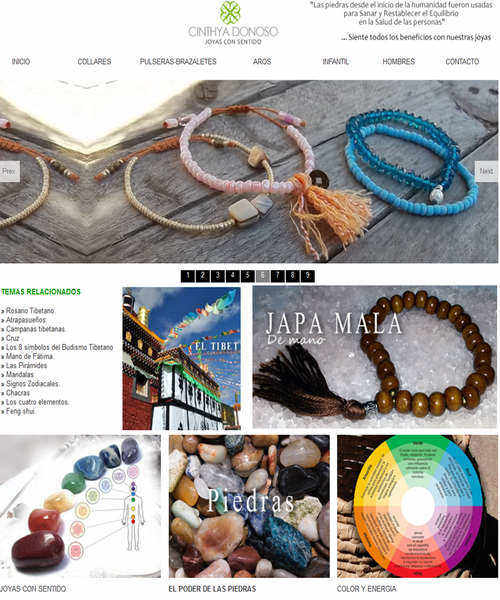 "Las piedras desde el inicio de la humanidad fueron usadas
para Sanar y Restablecer el Equilibrio
en la Salud de las personas"
... Siente todos los beneficios con nuestras joyas
CINTHYA DONOSO
JOYAS CON SENTIDO
INICIO COLLARES PULSERAS-BRAZALETES AROS INFANTIL HOMBRES CONTACTO
Prev Next
1 2 3 4 5 6 7 8 9
TEMAS RELACIONADOS
» Rosario Tibetano
» Atrapasueños.
» Campanas tibetanas.
» Cruz
» Los 8 símbolos del Budismo Tibetano
» Mano de Fátima.
» Las Pirámides
» Mandalas
» Signos Zodiacales.
» Chacras
» Los cuatro elementos.
» Feng shui.
EL TIBET
JAPA MALA
De mano
Piedras
JOYAS CON SENTIDO
EL PODER DE LAS PIEDRAS
COLOR Y ENERGIA